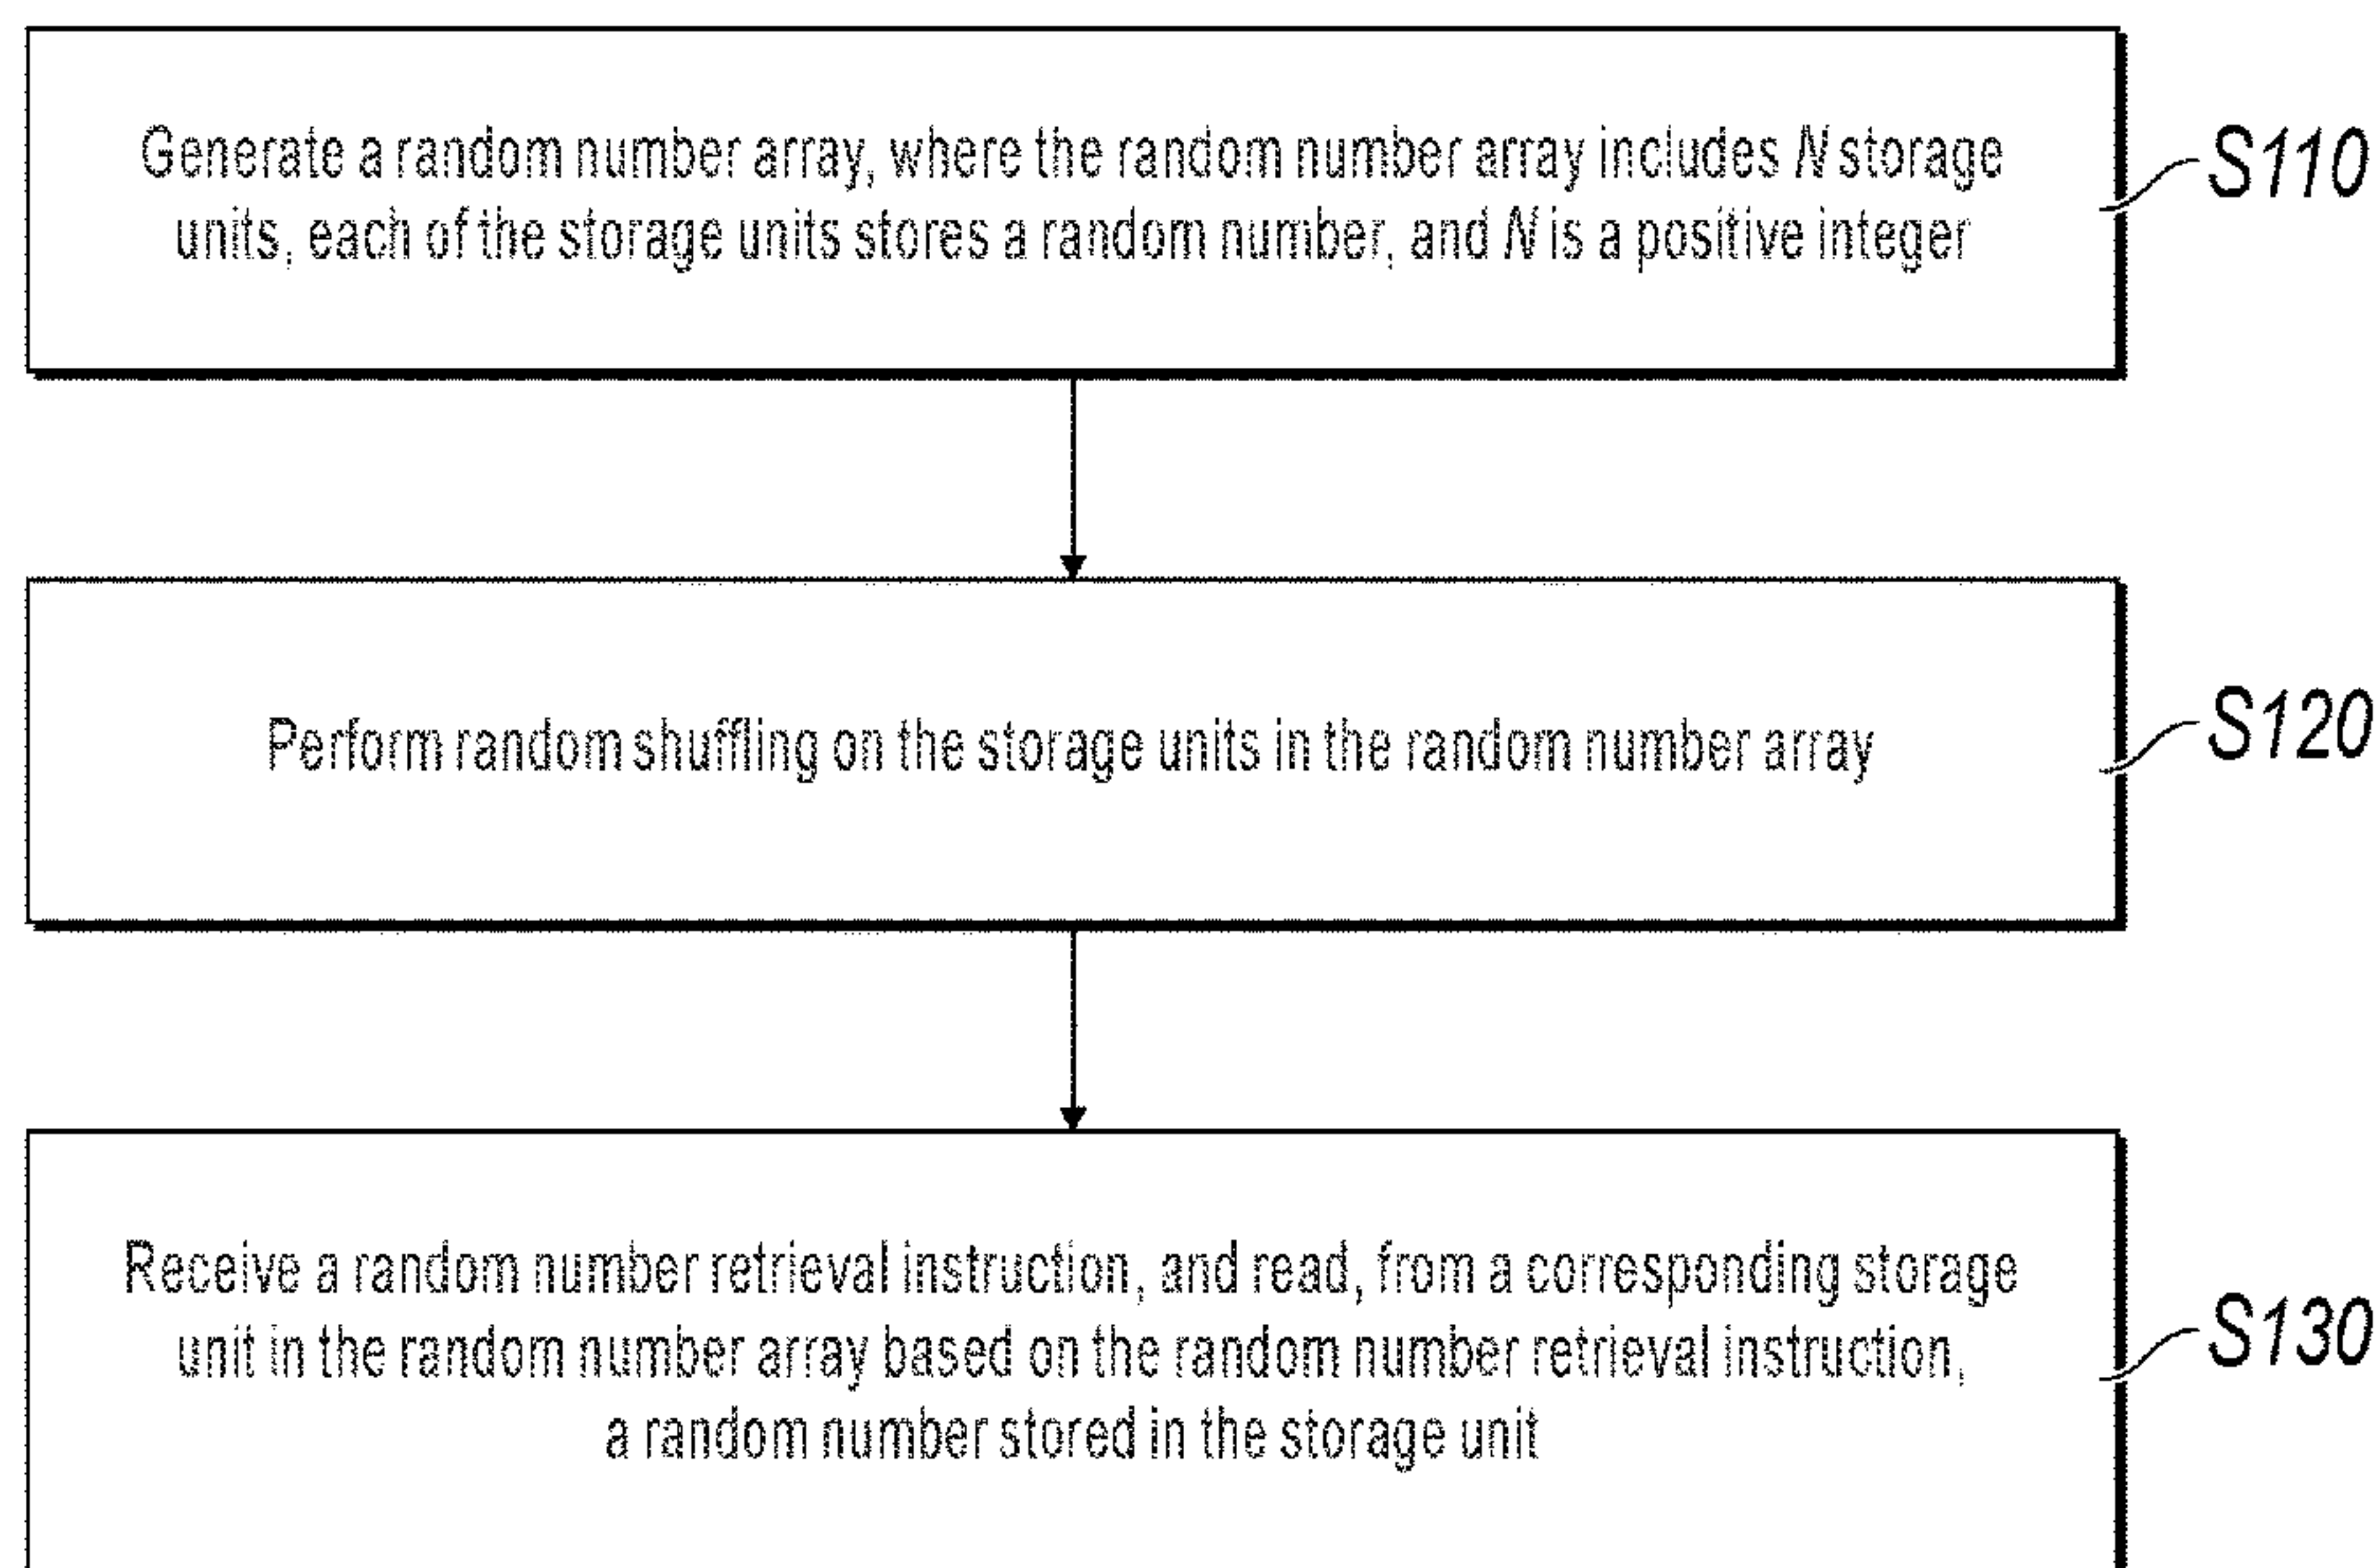 Generate a random number array, where the random number array includes N storage
units, each of the storage units stores a random number, and N is a positive integer
S110
Perform random shuffling on the storage units in the random number array
S120
Receive a random number retrieval instruction, and read, from a corresponding storage
unit in the random number array based on the random number retrieval instruction,
a random number stored in the storage unit
S130